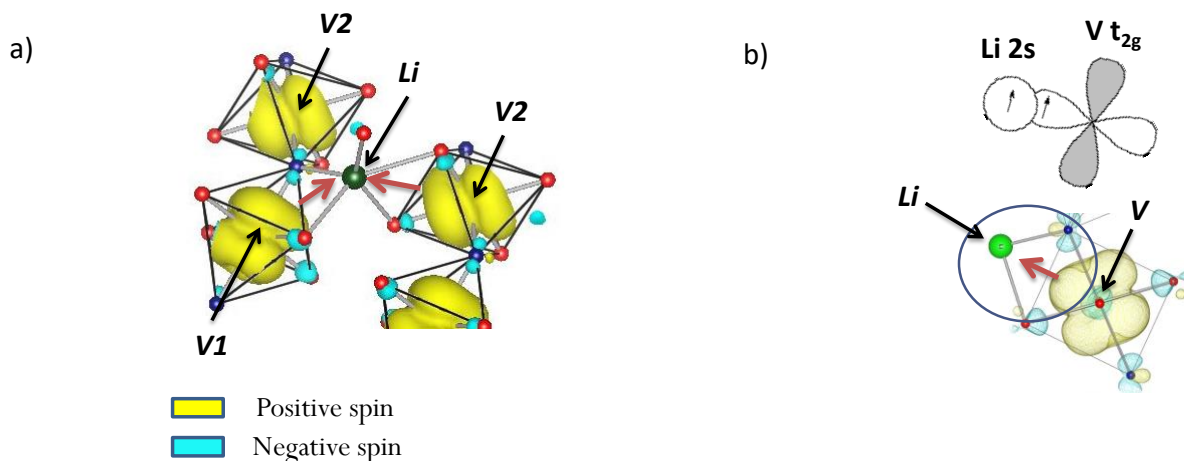 a)
V2
Li
V2
V1
Positive spin
Negative spin
b)
V t2g
Li 2s
Li
V